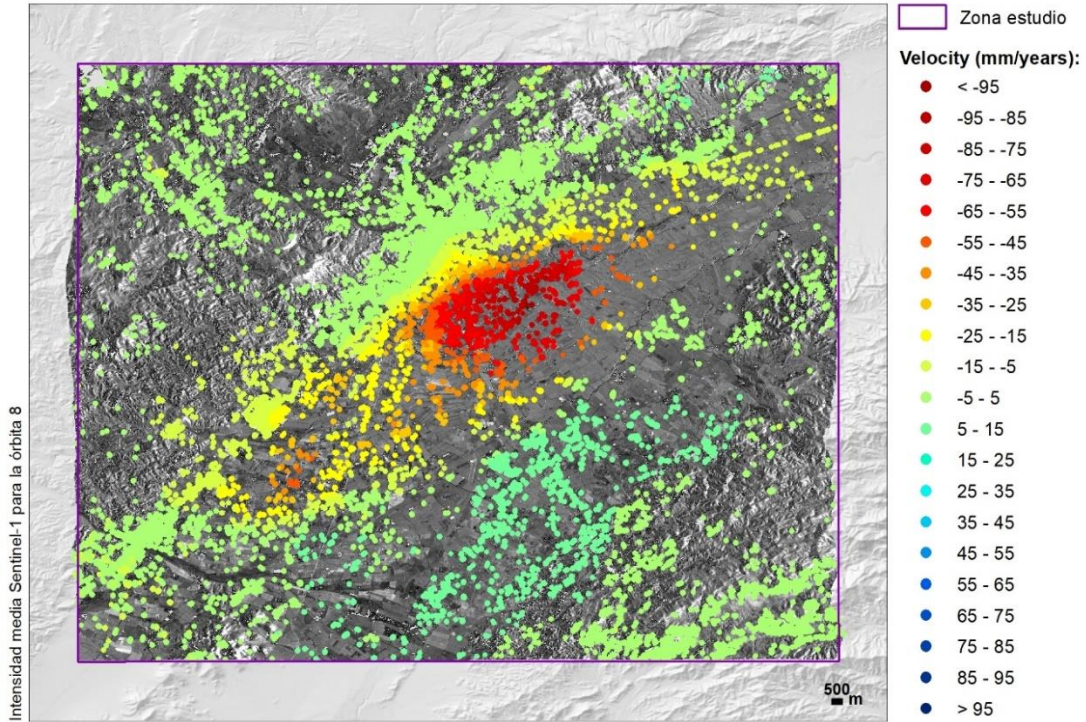 Intensidad media Sentinel-1 para la órbita 8
500 m
Zona estudio
Velocity (mm/years):
< -95
-95 - -85
-85 - -75
-75 - -65
-65 - -55
-55 - -45
-45 - -35
-35 - -25
-25 - -15
-15 - -5
-5 - 5
5 - 15
15 - 25
25 - 35
35 - 45
45 - 55
55 - 65
65 - 75
75 - 85
85 - 95
> 95